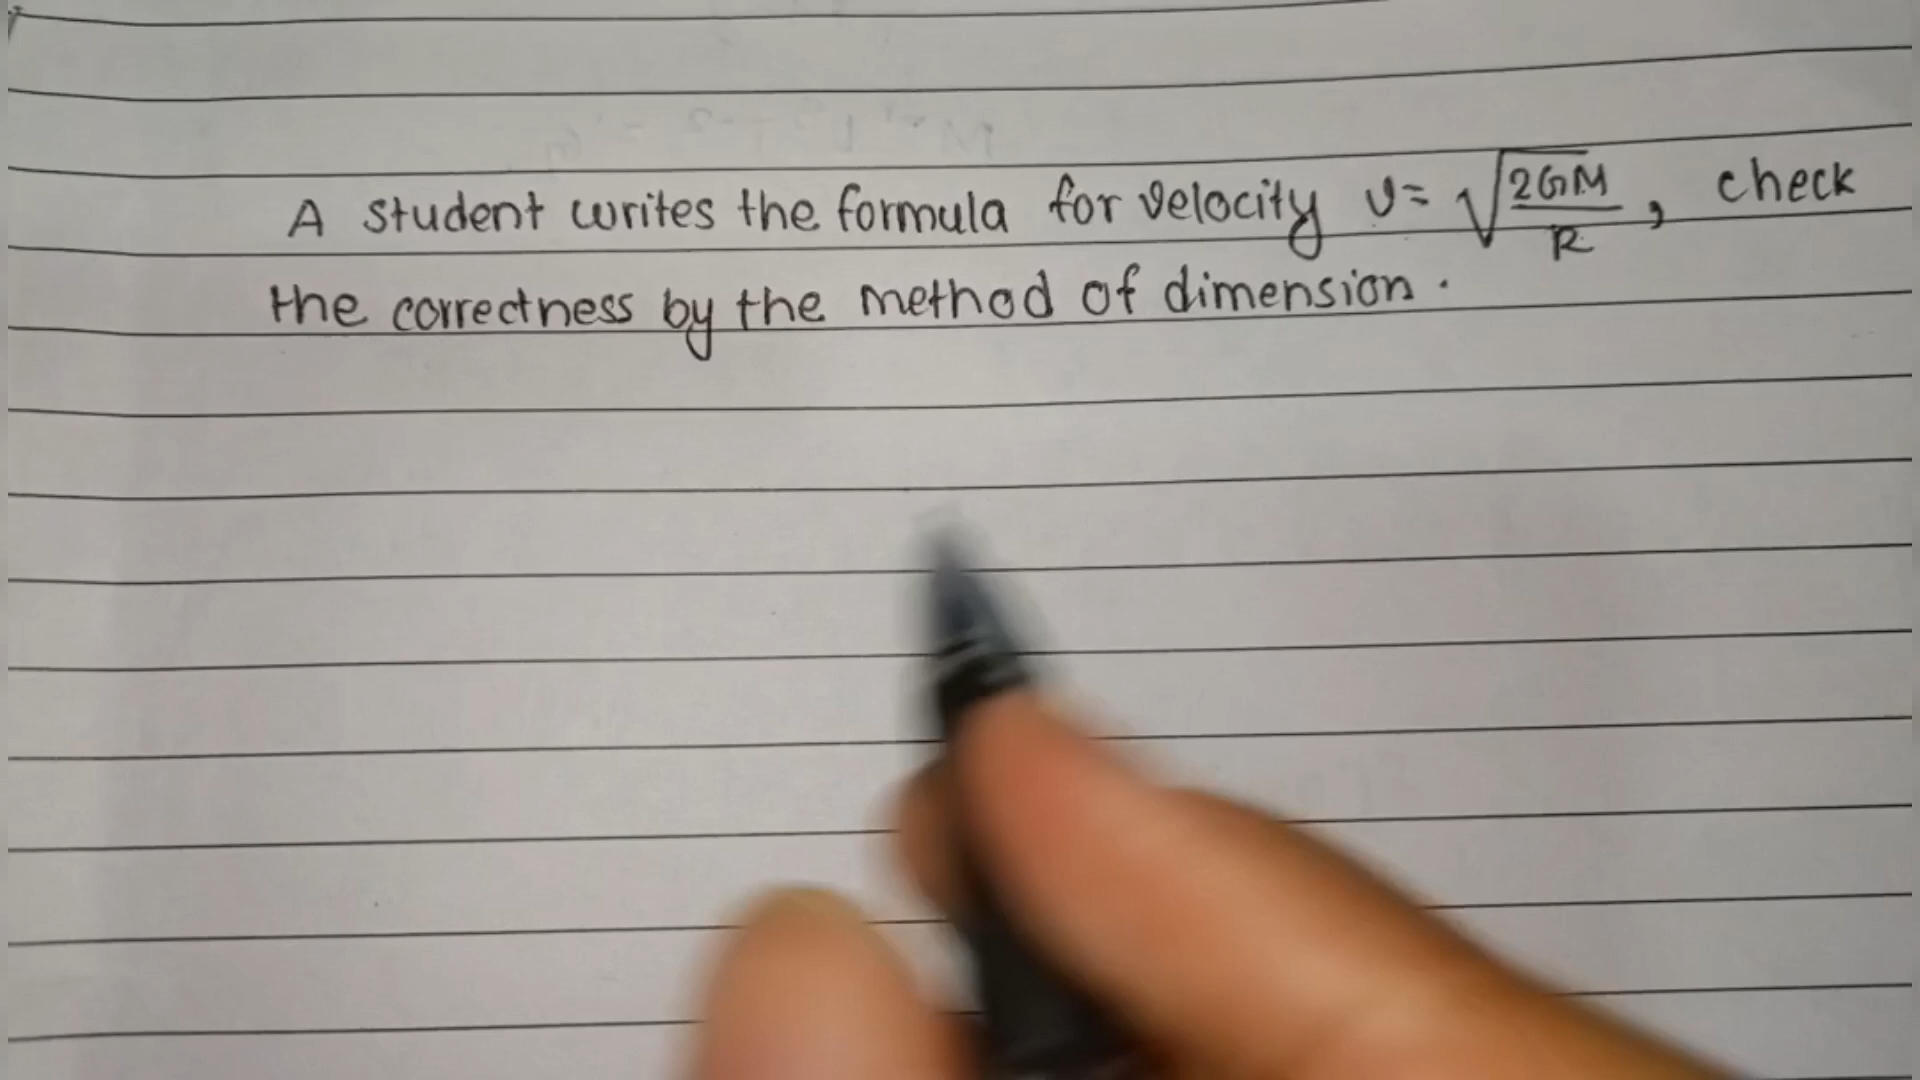 A student writes the formula for velocity v = √(2GM/R), check
the correctness by the method of dimension.